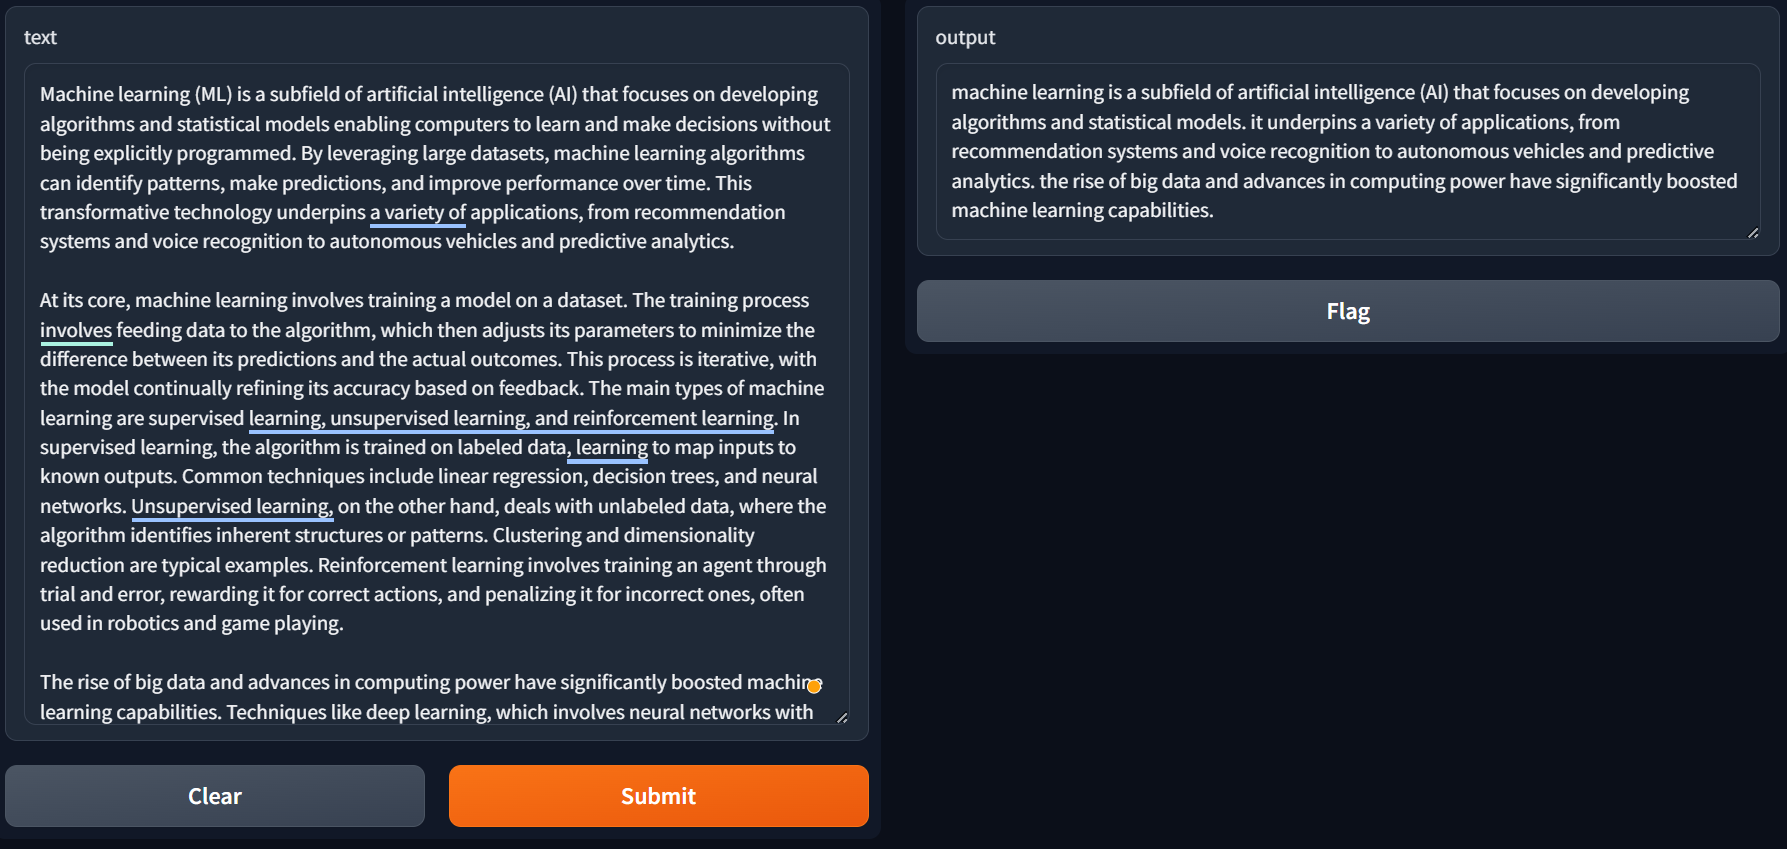 text
Machine learning (ML) is a subfield of artificial intelligence (AI) that focuses on developing
algorithms and statistical models enabling computers to learn and make decisions without
being explicitly programmed. By leveraging large datasets, machine learning algorithms
can identify patterns, make predictions, and improve performance over time. This
transformative technology underpins a variety of applications, from recommendation
systems and voice recognition to autonomous vehicles and predictive analytics.
At its core, machine learning involves training a model on a dataset. The training process
involves feeding data to the algorithm, which then adjusts its parameters to minimize the
difference between its predictions and the actual outcomes. This process is iterative, with
the model continually refining its accuracy based on feedback. The main types of machine
learning are supervised learning, unsupervised learning, and reinforcement learning. In
supervised learning, the algorithm is trained on labeled data, learning to map inputs to
known outputs. Common techniques include linear regression, decision trees, and neural
networks. Unsupervised learning, on the other hand, deals with unlabeled data, where the
algorithm identifies inherent structures or patterns. Clustering and dimensionality
reduction are typical examples. Reinforcement learning involves training an agent through
trial and error, rewarding it for correct actions, and penalizing it for incorrect ones, often
used in robotics and game playing.
The rise of big data and advances in computing power have significantly boosted machine
learning capabilities. Techniques like deep learning, which involves neural networks with
Clear
Submit
output
machine learning is a subfield of artificial intelligence (AI) that focuses on developing
algorithms and statistical models. it underpins a variety of applications, from
recommendation systems and voice recognition to autonomous vehicles and predictive
analytics. the rise of big data and advances in computing power have significantly boosted
machine learning capabilities.
Flag